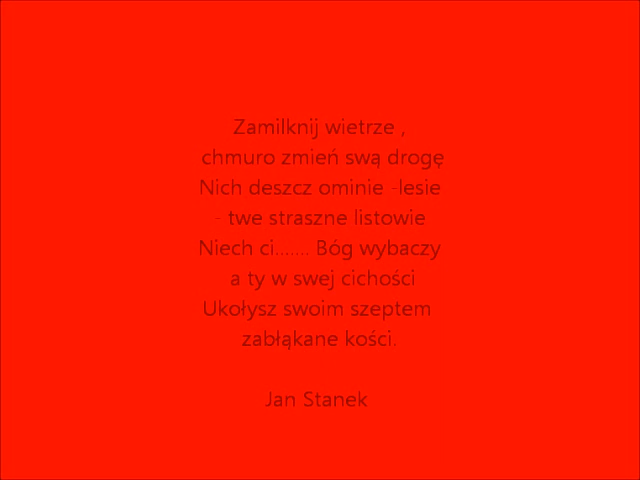 Zamilknij wietrze ,
chmuro zmień swą drogę
Nich deszcz ominie -lesie
- twe straszne listowie
Niech ci....... Bóg wybaczy
a ty w swej cichości
Ukołysz swoim szeptem
zabłąkane kości.
Jan Stanek